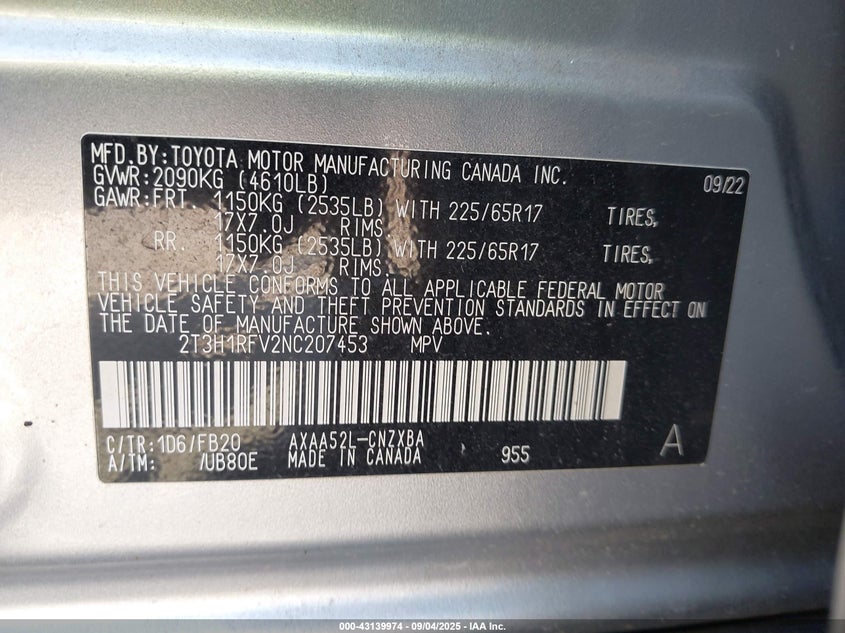 MFD.BY:TOYOTA MOTOR MANUFACTURING CANADA INC. 09/22
GVWR:2090KG (4610LB)
GAWR:FRT. 1150KG (2535LB) WITH 225/65R17 TIRES,
17X7.0J RIMS,
RR. 1150KG (2535LB) WITH 225/65R17 TIRES,
17X7.0J RIMS.
THIS VEHICLE CONFORMS TO ALL APPLICABLE FEDERAL MOTOR
VEHICLE SAFETY AND THEFT PREVENTION STANDARDS IN EFFECT ON
THE DATE OF MANUFACTURE SHOWN ABOVE.
2T3H1RFV2NC207453 MPV
C/TR:1D6/FB20 AXAA52L-CNZXBA A
A/TM: /UB80E MADE IN CANADA 955
000-43139974 - 09/04/2025 - IAA Inc.